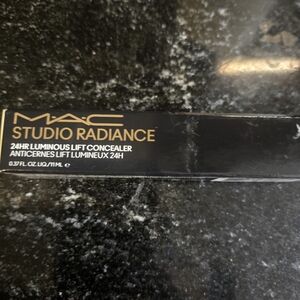 MAC
STUDIO RADIANCE
24HR LUMINOUS LIFT CONCEALER
ANTICERNES LIFT LUMINEUX 24H
0.37 FL. OZ. LIQ./11 ML ℮